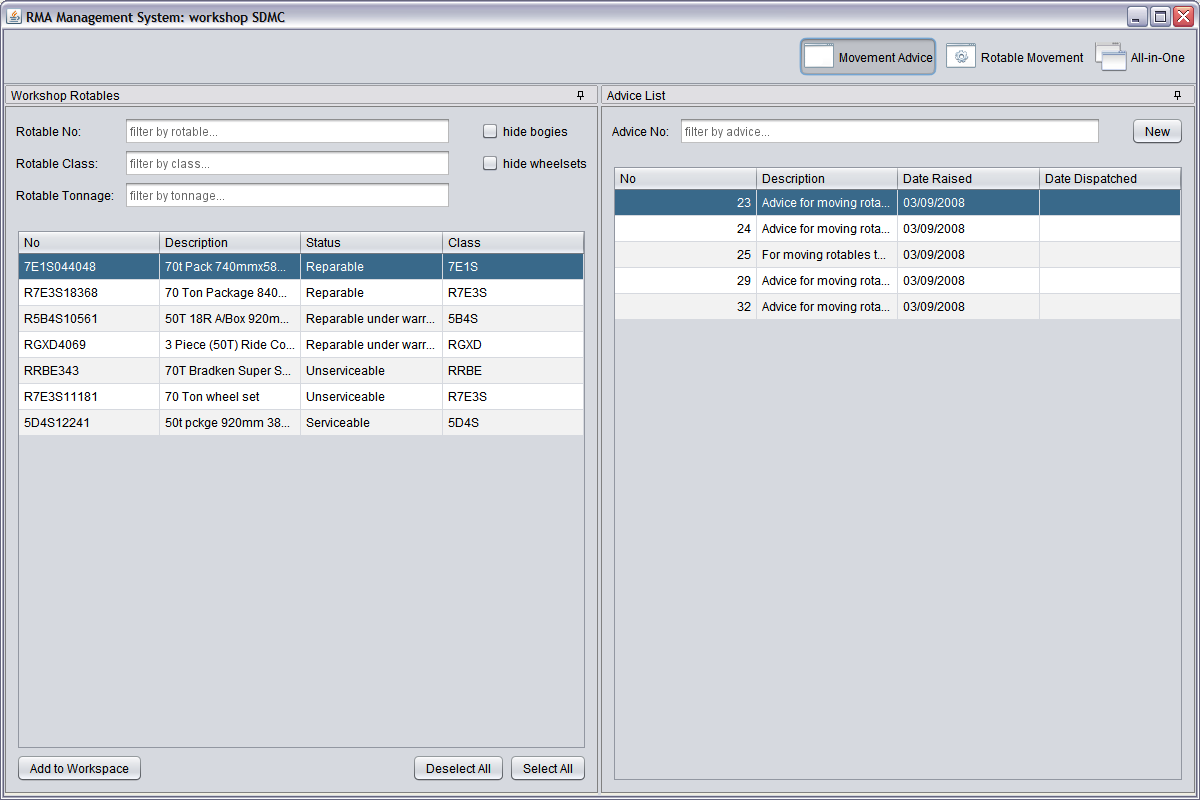 RMA Management System: workshop SDMC
Movement Advice Rotable Movement All-in-One
Workshop Rotables
Rotable No: filter by rotable... hide bogies
Rotable Class: filter by class... hide wheelsets
Rotable Tonnage: filter by tonnage...
No Description Status Class
7E1S044048 70t Pack 740mmx58... Reparable 7E1S
R7E3S18368 70 Ton Package 840... Reparable R7E3S
R5B4S10561 50T 18R A/Box 920m... Reparable under warr... 5B4S
RGXD4069 3 Piece (50T) Ride Co... Reparable under warr... RGXD
RRBE343 70T Bradken Super S... Unserviceable RRBE
R7E3S11181 70 Ton wheel set Unserviceable R7E3S
5D4S12241 50t pckge 920mm 38... Serviceable 5D4S
Add to Workspace Deselect All Select All
Advice List
Advice No: filter by advice... New
No Description Date Raised Date Dispatched
23 Advice for moving rota... 03/09/2008
24 Advice for moving rota... 03/09/2008
25 For moving rotables t... 03/09/2008
29 Advice for moving rota... 03/09/2008
32 Advice for moving rota... 03/09/2008